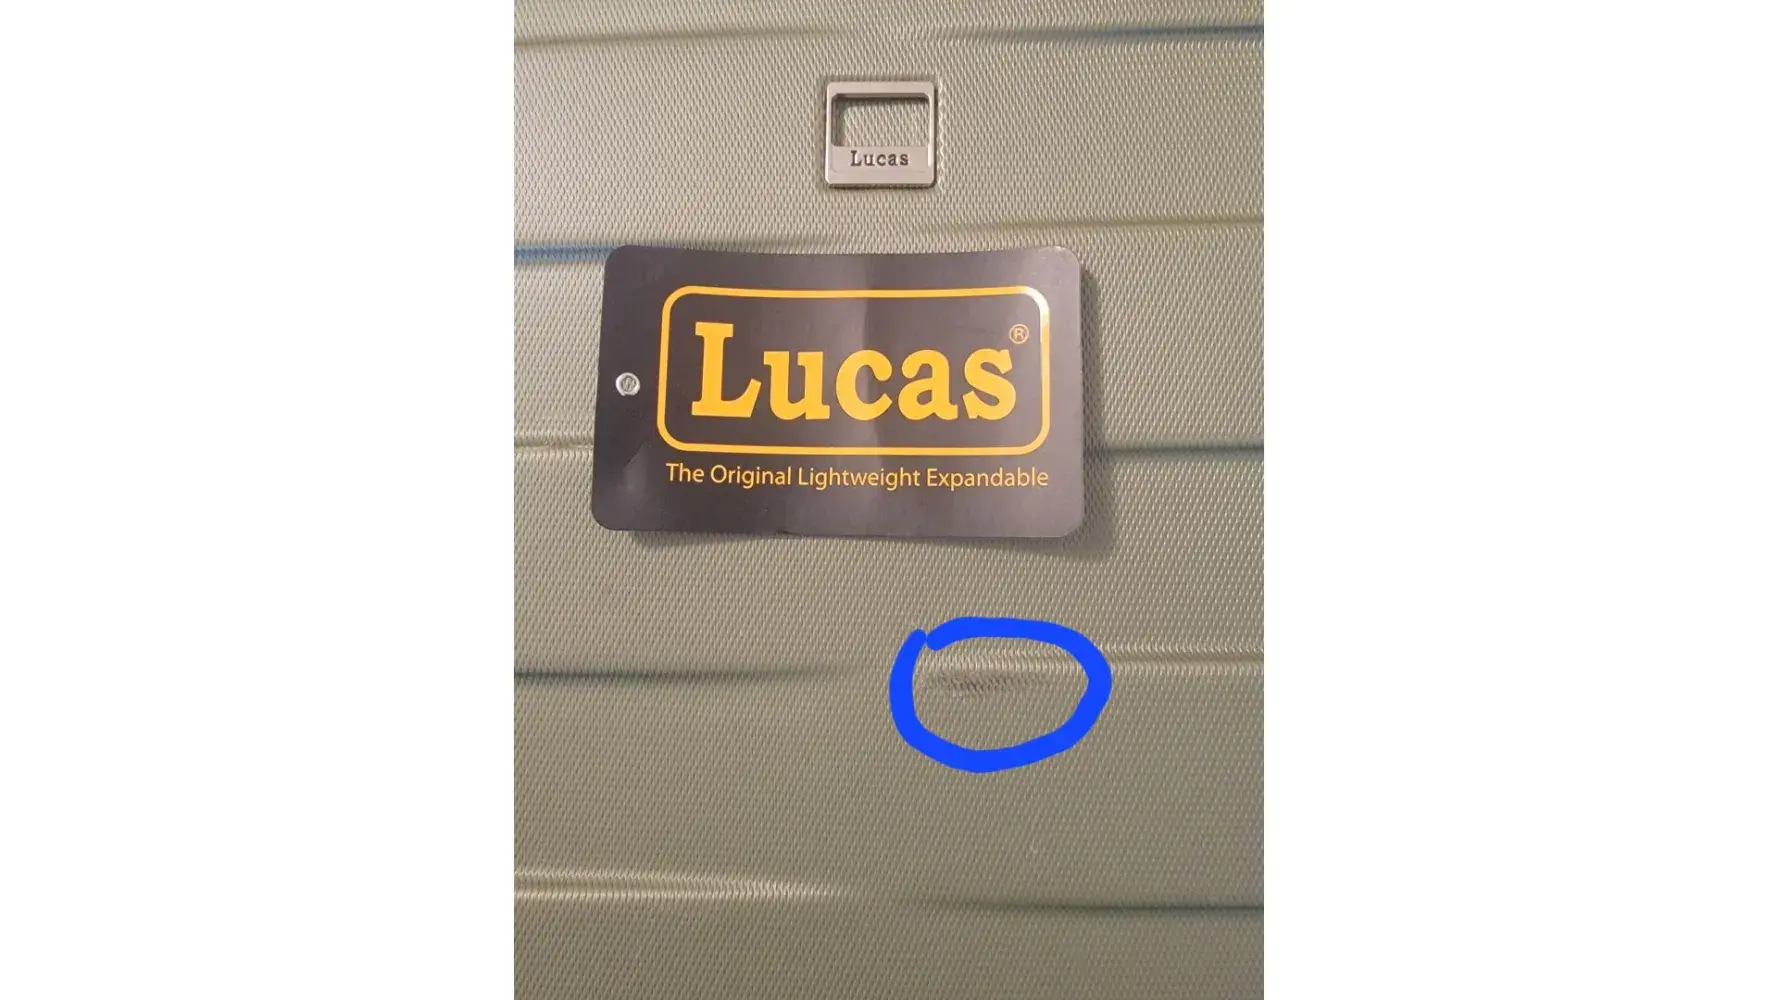 Lucas
Lucas®
The Original Lightweight Expandable